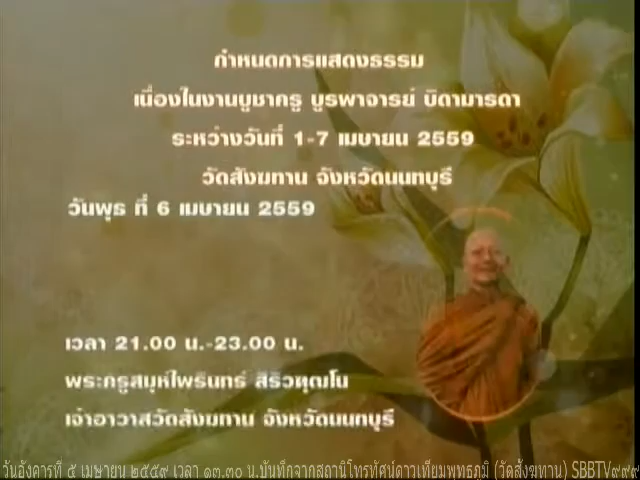 กำหนดการแสดงธรรม
เนื่องในงานบูชาครู บูรพาจารย์ บิดามารดา
ระหว่างวันที่ 1-7 เมษายน 2559
วัดสังฆทาน จังหวัดนนทบุรี
วันพุธ ที่ 6 เมษายน 2559
เวลา 21.00 น.-23.00 น.
พระครูสมุห์ไพรินทร์ สิริวฑฺฒโน
เจ้าอาวาสวัดสังฆทาน จังหวัดนนทบุรี
วันอังคารที่ ๕ เมษายน ๒๕๕๙ เวลา ๑๓.๓๐ น.บันทึกจากสถานีโทรทัศน์ดาวเทียมพุทธภูมิ (วัดสังฆทาน) SBBTV๙๙๙